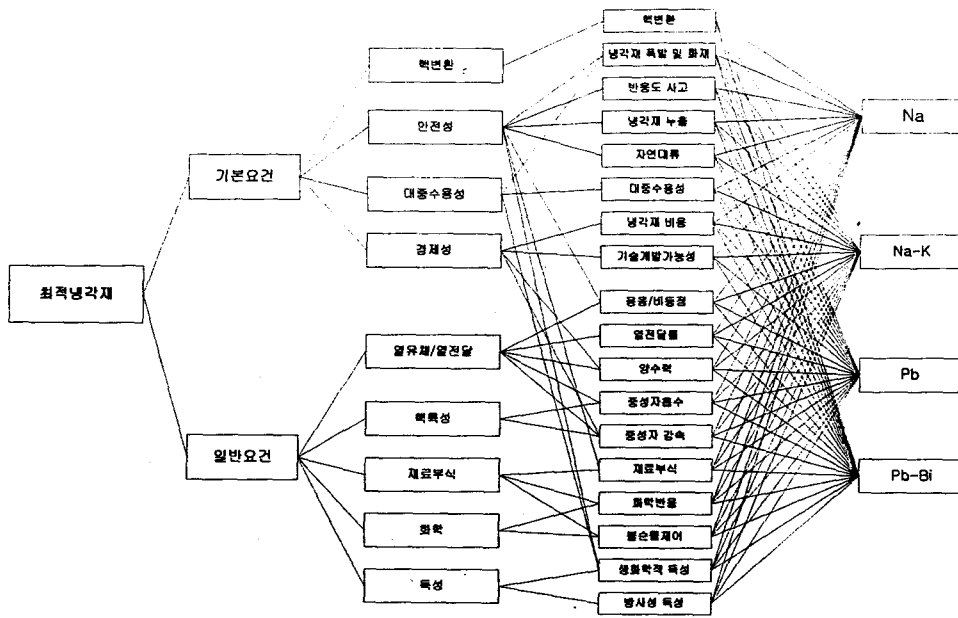 최적냉각재
기본요건
일반요건
핵변환
안전성
대중수용성
경제성
열유체/열전달
핵특성
재료부식
화학
독성
핵변환
냉각재 폭발 및 화재
반응도 사고
냉각재 누출
자연대류
대중수용성
냉각재 비용
기술개발가능성
용융/비등점
열전달률
양수력
중성자흡수
중성자 감속
재료부식
화학반응
불순물제어
생화학적 독성
방사성 독성
Na
Na-K
Pb
Pb-Bi